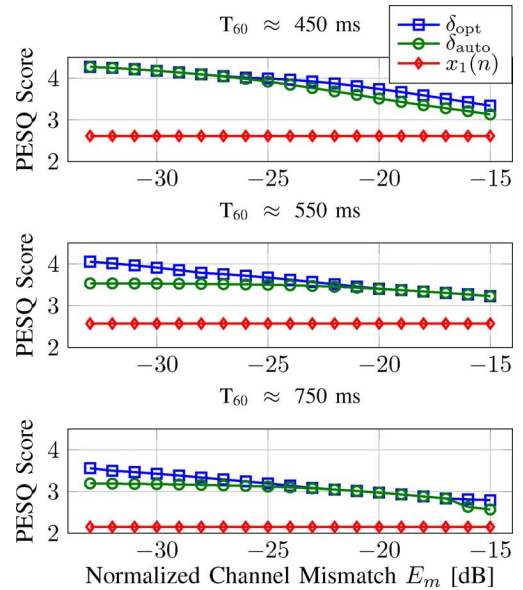 T₆₀ ≈ 450 ms
δopt
δauto
x₁(n)
PESQ Score
4
3
2
−30 −25 −20 −15
T₆₀ ≈ 550 ms
PESQ Score
4
3
2
−30 −25 −20 −15
T₆₀ ≈ 750 ms
PESQ Score
4
3
2
−30 −25 −20 −15
Normalized Channel Mismatch Eₘ [dB]